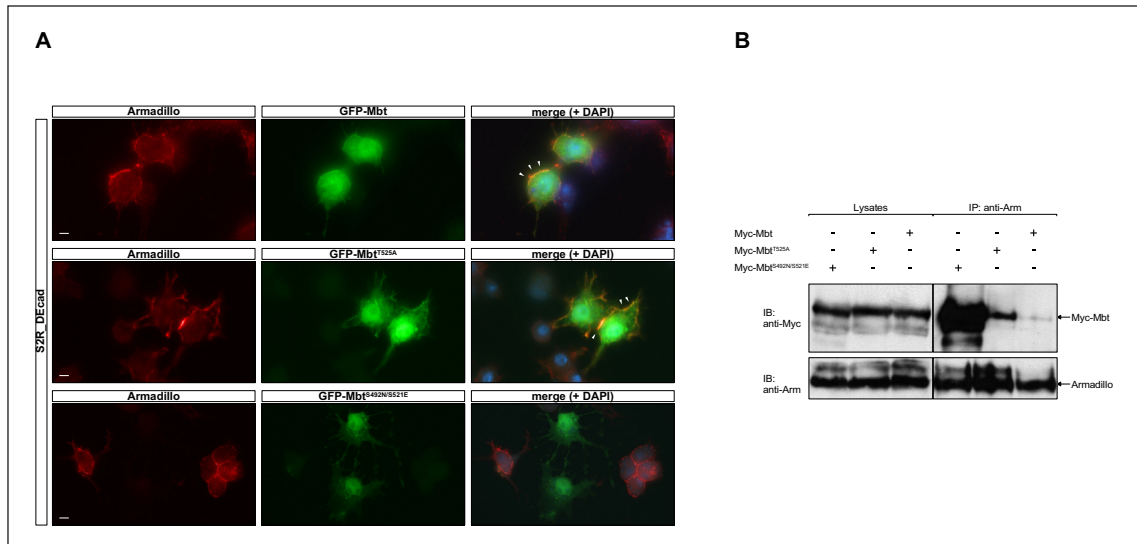 A
B
Armadillo GFP-Mbt merge (+ DAPI)
Armadillo GFP-MbtT525A merge (+ DAPI)
Armadillo GFP-MbtS492N/S521E merge (+ DAPI)
S2R_DEcad
Lysates IP: anti-Arm
Myc-Mbt - - + - - +
Myc-MbtT525A - + - - + -
Myc-MbtS492N/S521E + - - + - -
IB:
anti-Myc
Myc-Mbt
IB:
anti-Arm
Armadillo